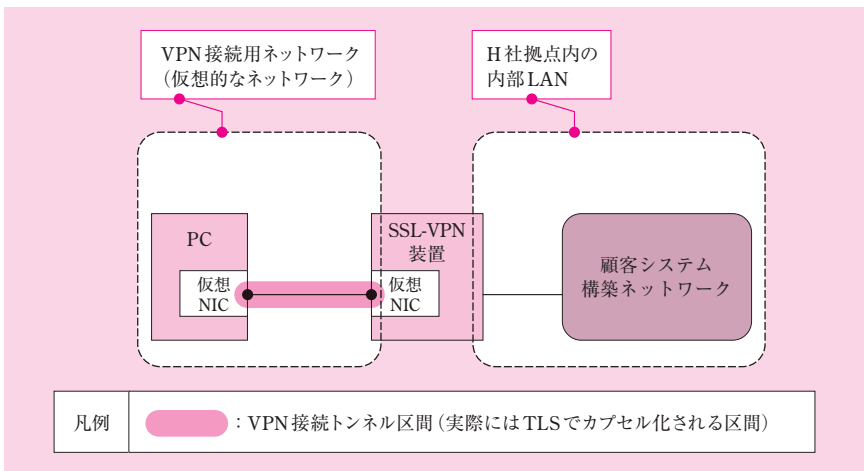 VPN接続用ネットワーク
（仮想的なネットワーク）
H社拠点内の
内部LAN
PC
仮想
NIC
SSL-VPN
装置
仮想
NIC
顧客システム
構築ネットワーク
凡例
：VPN接続トンネル区間（実際にはTLSでカプセル化される区間）